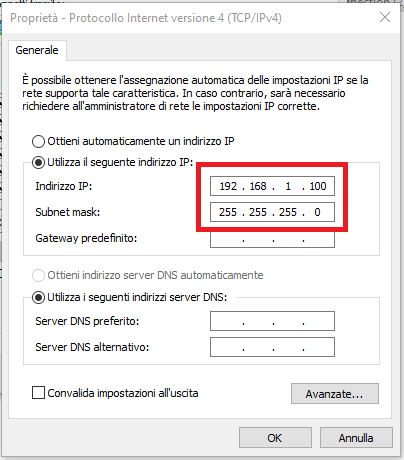 Proprietà - Protocollo Internet versione 4 (TCP/IPv4)
Generale
È possibile ottenere l'assegnazione automatica delle impostazioni IP se la
rete supporta tale caratteristica. In caso contrario, sarà necessario
richiedere all'amministratore di rete le impostazioni IP corrette.
Ottieni automaticamente un indirizzo IP
Utilizza il seguente indirizzo IP:
Indirizzo IP: 192 . 168 . 1 . 100
Subnet mask: 255 . 255 . 255 . 0
Gateway predefinito: . . .
Ottieni indirizzo server DNS automaticamente
Utilizza i seguenti indirizzi server DNS:
Server DNS preferito: . . .
Server DNS alternativo: . . .
Convalida impostazioni all'uscita
Avanzate...
OK Annulla